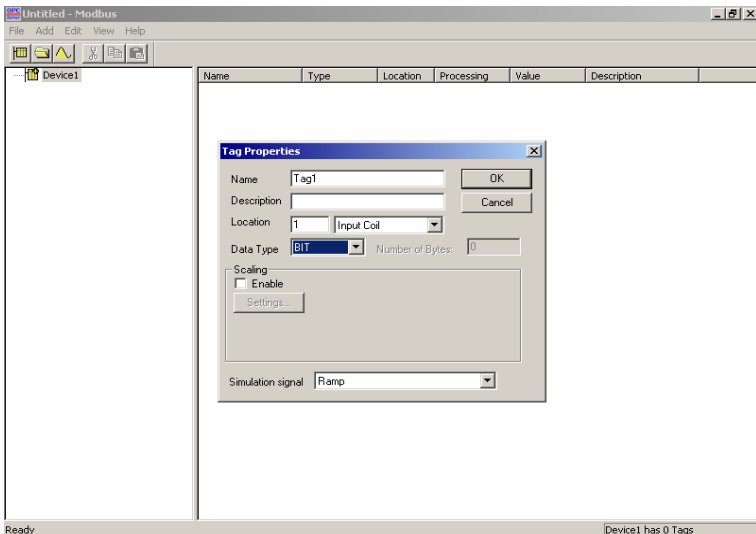 OPC Untitled - Modbus
File Add Edit View Help
Device1
Name Type Location Processing Value Description
Tag Properties
Name Tag1 OK
Description Cancel
Location 1 Input Coil
Data Type BIT Number of Bytes: 0
Scaling
Enable
Settings...
Simulation signal Ramp
Ready Device1 has 0 Tags